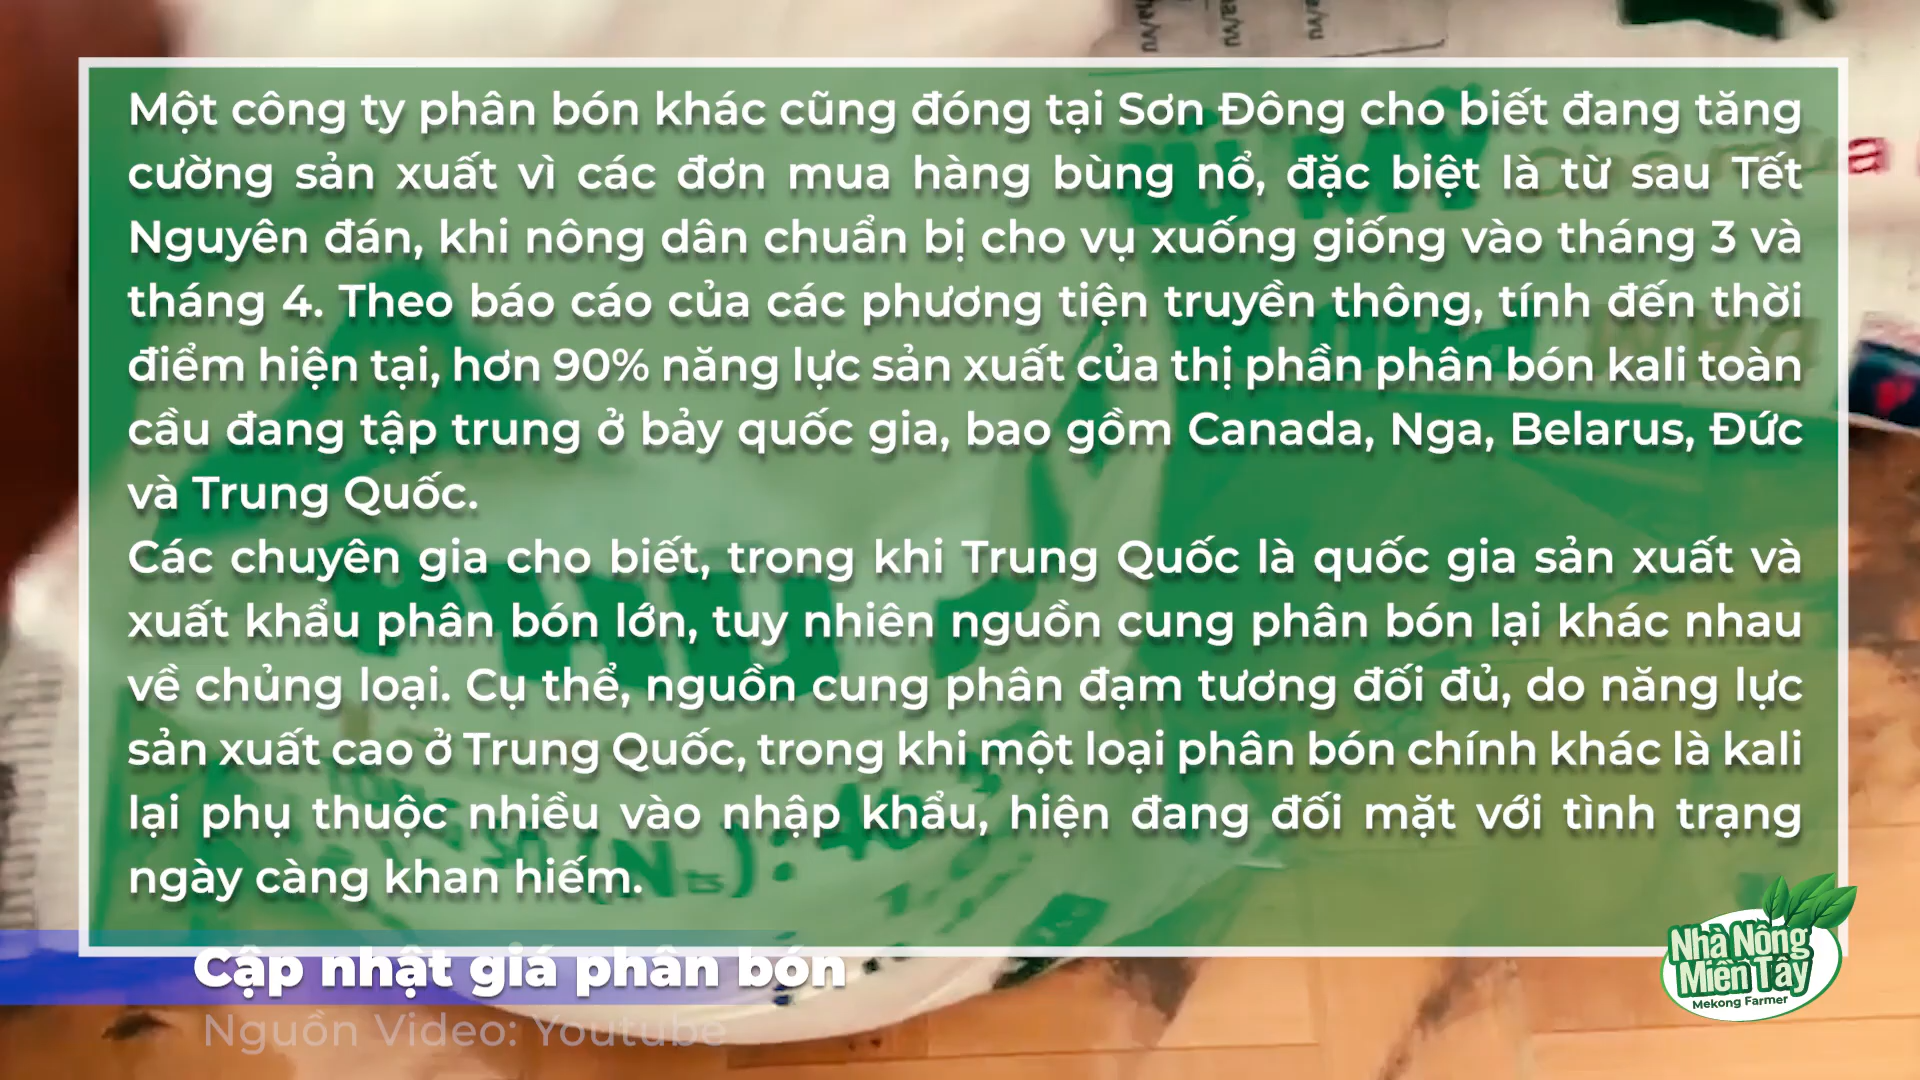 Một công ty phân bón khác cũng đóng tại Sơn Đông cho biết đang tăng
cường sản xuất vì các đơn mua hàng bùng nổ, đặc biệt là từ sau Tết
Nguyên đán, khi nông dân chuẩn bị cho vụ xuống giống vào tháng 3 và
tháng 4. Theo báo cáo của các phương tiện truyền thông, tính đến thời
điểm hiện tại, hơn 90% năng lực sản xuất của thị phần phân bón kali toàn
cầu đang tập trung ở bảy quốc gia, bao gồm Canada, Nga, Belarus, Đức
và Trung Quốc.
Các chuyên gia cho biết, trong khi Trung Quốc là quốc gia sản xuất và
xuất khẩu phân bón lớn, tuy nhiên nguồn cung phân bón lại khác nhau
về chủng loại. Cụ thể, nguồn cung phân đạm tương đối đủ, do năng lực
sản xuất cao ở Trung Quốc, trong khi một loại phân bón chính khác là kali
lại phụ thuộc nhiều vào nhập khẩu, hiện đang đối mặt với tình trạng
ngày càng khan hiếm.
Cập nhật giá phân bón
Nguồn Video: Youtube
Nhà Nông
Miền Tây
Mekong Farmer